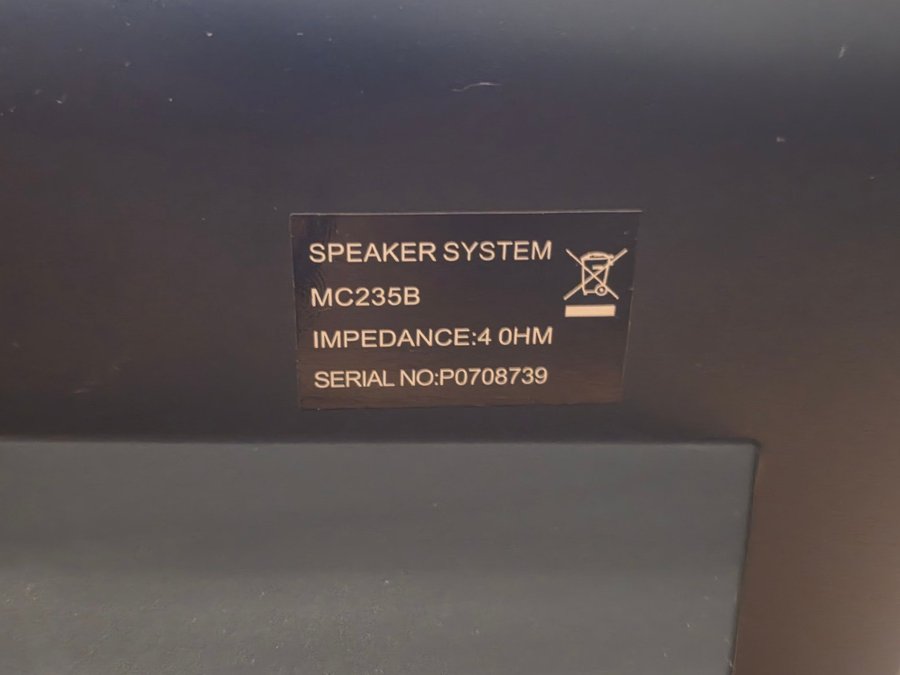 SPEAKER SYSTEM
MC235B
IMPEDANCE:4 0HM
SERIAL NO:P0708739